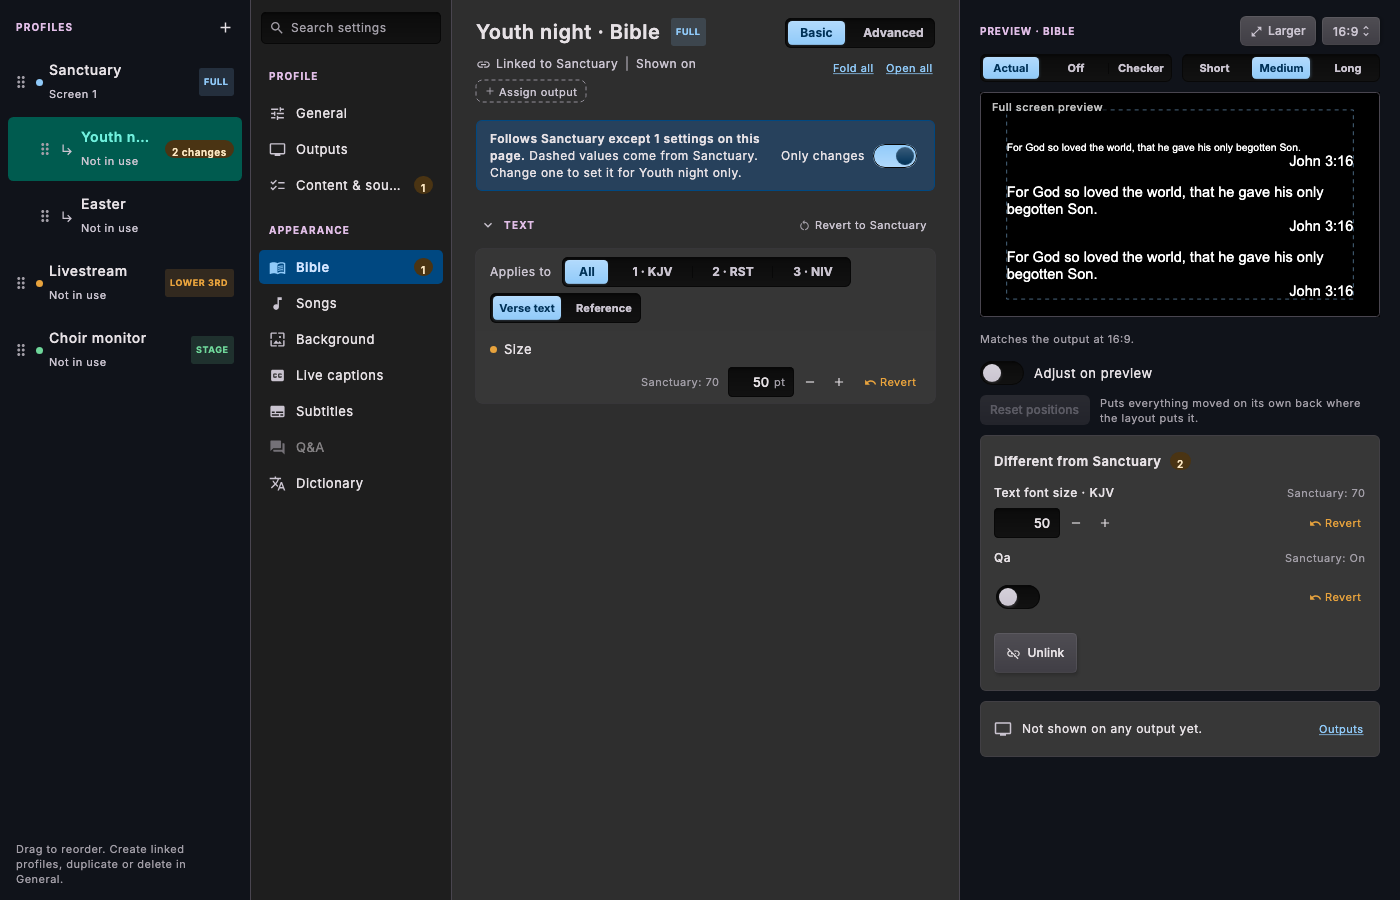 PROFILES
Sanctuary
Screen 1
FULL
Youth n...
Not in use
2 changes
Easter
Not in use
Livestream
Not in use
LOWER 3RD
Choir monitor
Not in use
STAGE
Drag to reorder. Create linked
profiles, duplicate or delete in
General.
Search settings
PROFILE
General
Outputs
Content & sou...
1
APPEARANCE
Bible
1
Songs
Background
Live captions
Subtitles
Q&A
Dictionary
Youth night · Bible
FULL
Basic
Advanced
Linked to Sanctuary | Shown on
+ Assign output
Fold all
Open all
Follows Sanctuary except 1 settings on this
page. Dashed values come from Sanctuary.
Change one to set it for Youth night only.
Only changes
TEXT
Revert to Sanctuary
Applies to
All
1 · KJV
2 · RST
3 · NIV
Verse text
Reference
Size
Sanctuary: 70
50 pt
− +
Revert
PREVIEW · BIBLE
Larger
16:9
Actual
Off
Checker
Short
Medium
Long
Full screen preview
For God so loved the world, that he gave his only begotten Son.
John 3:16
For God so loved the world, that he gave his only
begotten Son.
John 3:16
For God so loved the world, that he gave his only
begotten Son.
John 3:16
Matches the output at 16:9.
Adjust on preview
Reset positions
Puts everything moved on its own back where
the layout puts it.
Different from Sanctuary
2
Text font size · KJV
Sanctuary: 70
50
− +
Revert
Qa
Sanctuary: On
Revert
Unlink
Not shown on any output yet.
Outputs